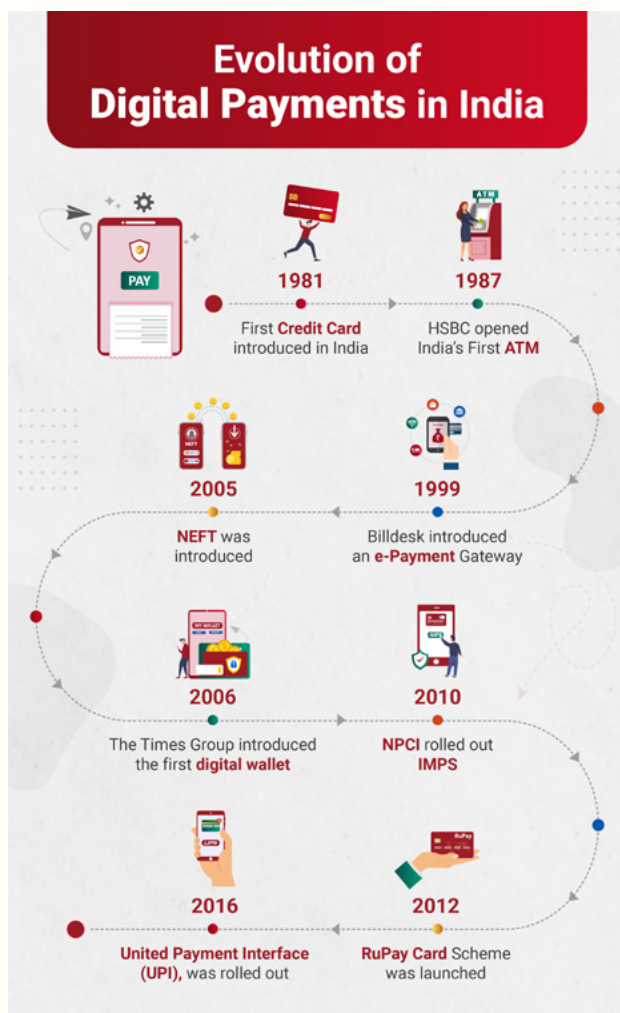 Evolution of
Digital Payments in India
PAY
ATM
1981
1987
First Credit Card
introduced in India
HSBC opened
India's First ATM
NEFT
2005
1999
NEFT was
introduced
Billdesk introduced
an e-Payment Gateway
MY WALLET
2006
2010
The Times Group introduced
the first digital wallet
NPCI rolled out
IMPS
UPI
RuPay
2016
2012
United Payment Interface
(UPI), was rolled out
RuPay Card Scheme
was launched